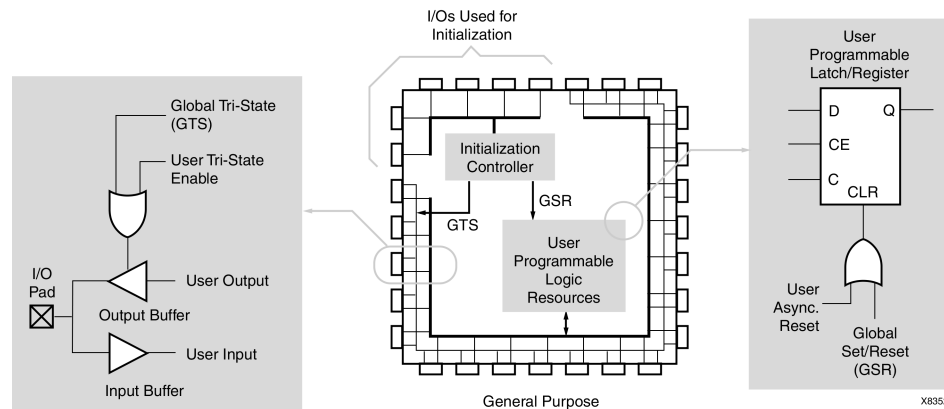 I/Os Used for
Initialization
Global Tri-State
(GTS)
User Tri-State
Enable
I/O
Pad
User Output
Output Buffer
User Input
Input Buffer
Initialization
Controller
GTS
GSR
User
Programmable
Logic
Resources
General Purpose
User
Programmable
Latch/Register
D
Q
CE
C
CLR
User
Async.
Reset
Global
Set/Reset
(GSR)